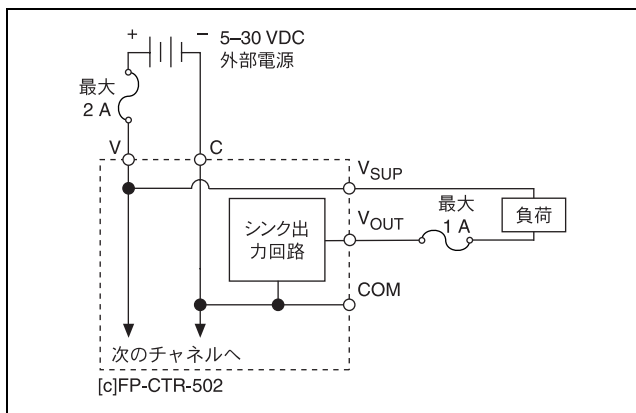 +
– 5–30 VDC
外部電源
最大
2 A
V
C
VSUP
最大
1 A
負荷
シンク出
力回路
VOUT
COM
次のチャネルへ
[c]FP-CTR-502